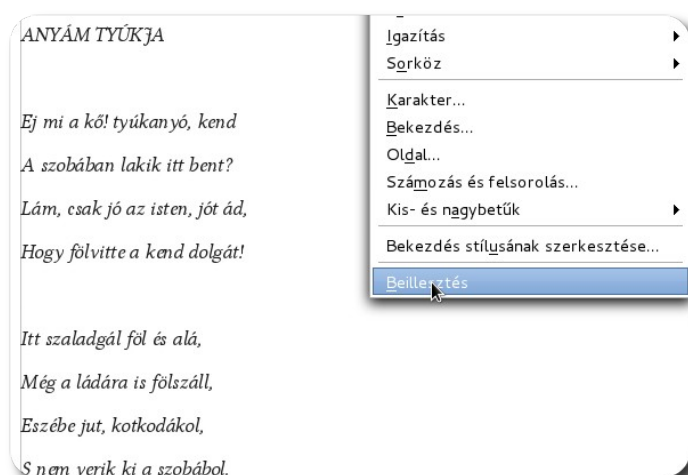 ANYÁM TYÚKJA
Ej mi a kő! tyúkanyó, kend
A szobában lakik itt bent?
Lám, csak jó az isten, jót ád,
Hogy fölvitte a kend dolgát!
Itt szaladgál föl és alá,
Még a ládára is fölszáll,
Eszébe jut, kotkodákol,
S nem verik ki a szobából.
Igazítás
Sorköz
Karakter...
Bekezdés...
Oldal...
Számozás és felsorolás...
Kis- és nagybetűk
Bekezdés stílusának szerkesztése...
Beillesztés